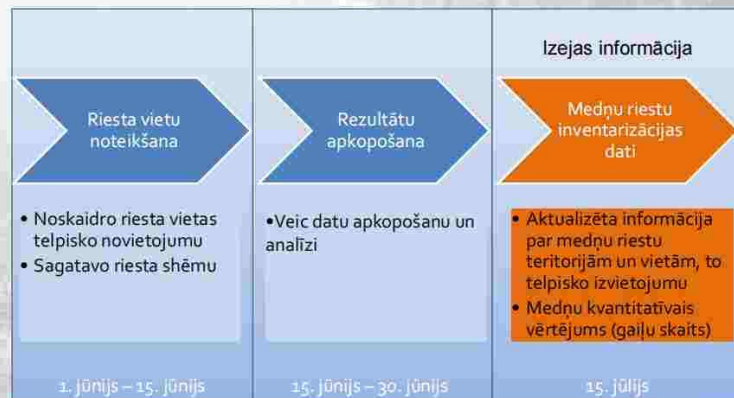 Izejas informācija
Riesta vietu
noteikšana
Rezultātu
apkopošana
Medņu riestu
inventarizācijas
dati
• Noskaidro riesta vietas
telpisko novietojumu
• Sagatavo riesta shēmu
•Veic datu apkopošanu un
analīzi
• Aktualizēta informācija
par medņu riestu
teritorijām un vietām, to
telpisko izvietojumu
• Medņu kvantitatīvais
vērtējums (gaiļu skaits)
1. jūnijs – 15. jūnijs
15. jūnijs – 30. jūnijs
15. jūlijs